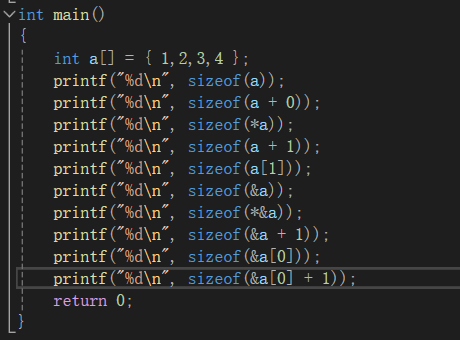 int main()
{
int a[] = { 1,2,3,4 };
printf("%d\n", sizeof(a));
printf("%d\n", sizeof(a + 0));
printf("%d\n", sizeof(*a));
printf("%d\n", sizeof(a + 1));
printf("%d\n", sizeof(a[1]));
printf("%d\n", sizeof(&a));
printf("%d\n", sizeof(*&a));
printf("%d\n", sizeof(&a + 1));
printf("%d\n", sizeof(&a[0]));
printf("%d\n", sizeof(&a[0] + 1));
return 0;
}